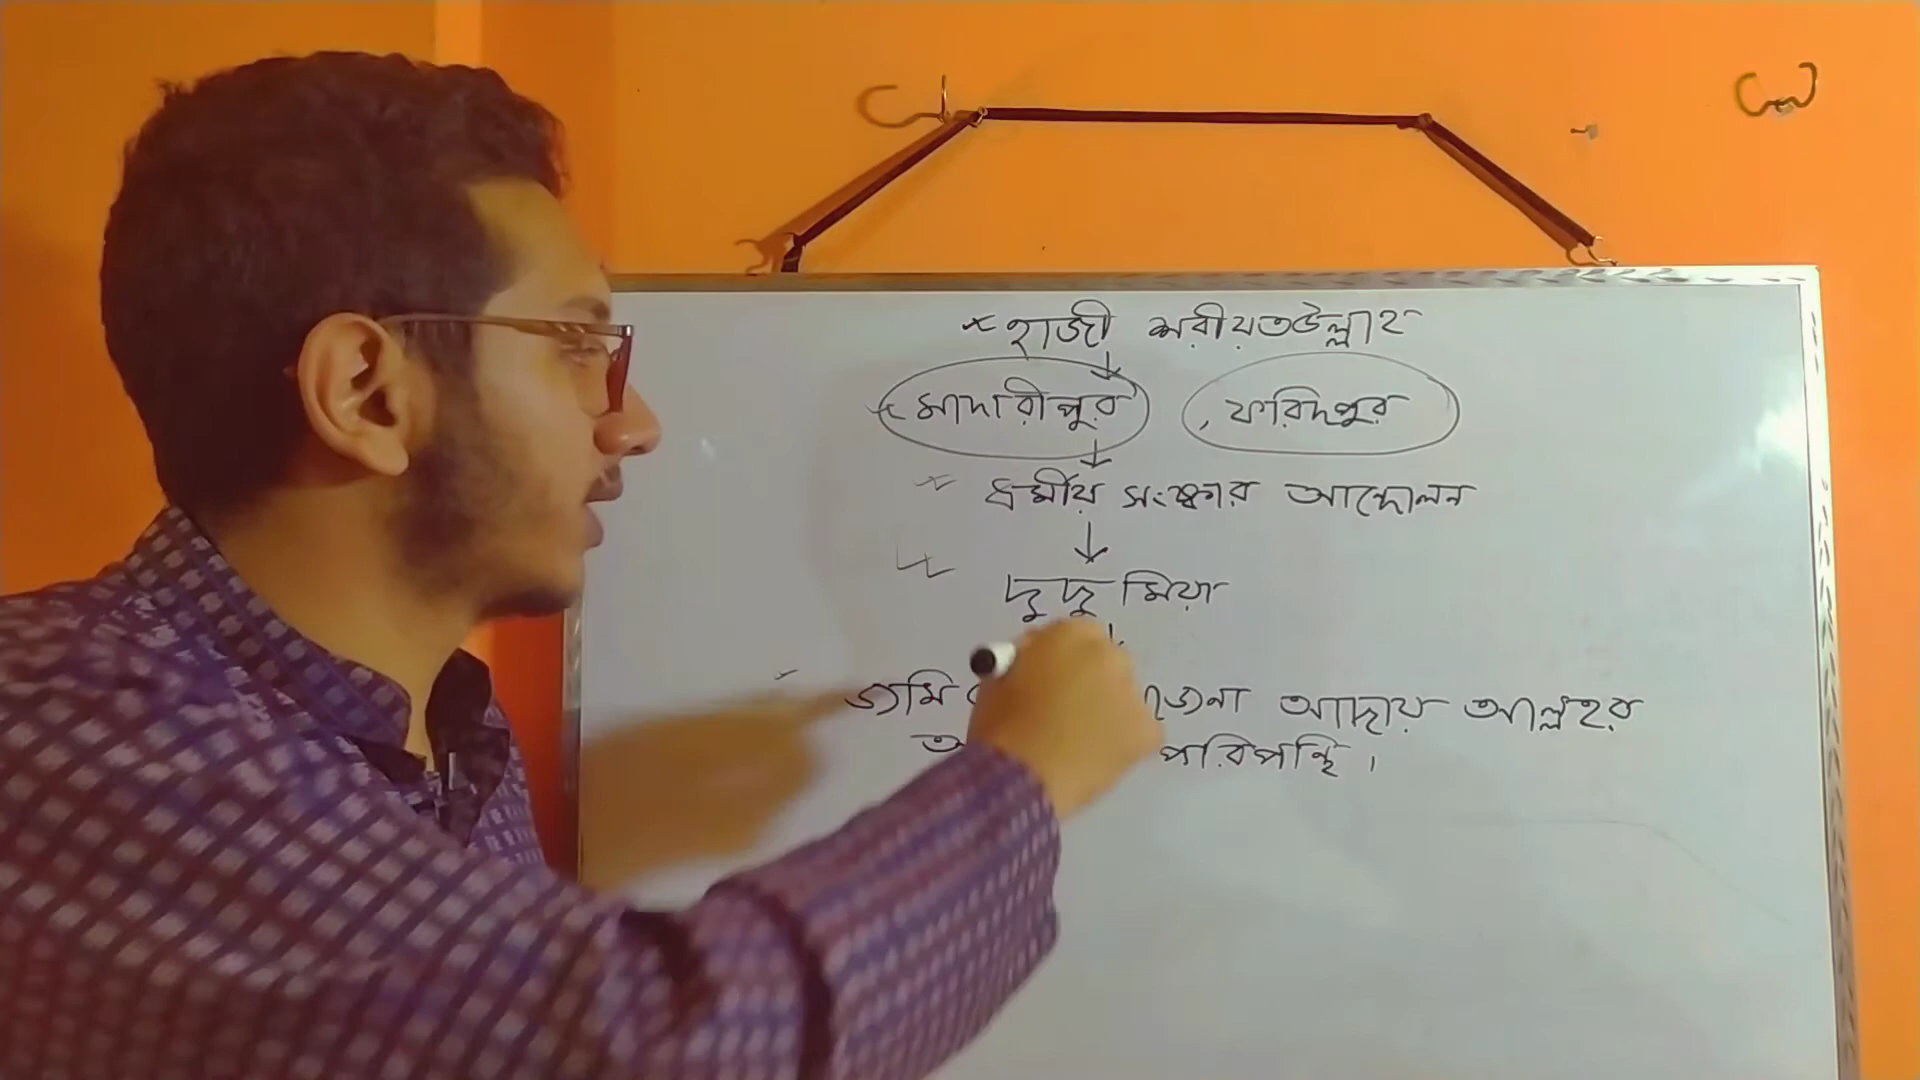 হাজী শরীয়তউল্লাহ
মাদারীপুর, ফরিদপুর
ধর্মীয় সংস্কার আন্দোলন
দুদু মিয়া
জমি আদায় আল্লাহর
পরিপন্থি।